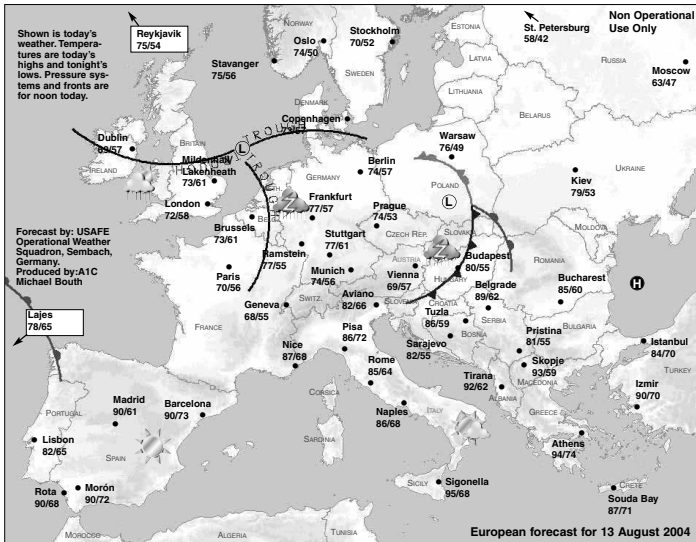 Shown is today's
weather. Tempera-
tures are today's
highs and tonight's
lows. Pressure sys-
tems and fronts are
for noon today.
Reykjavik
75/54
NORWAY
Oslo
74/50
Stockholm
70/52
Stavanger
75/56
SWEDEN
ESTONIA
St. Petersburg
58/42
Non Operational
Use Only
LATVIA
RUSSIA
Moscow
63/47
LITHUANIA
DENMARK
Copenhagen
BELARUS
Dublin
69/57
BRITAIN
TROUGH
L
TROUGH
IRELAND
Mildenhall/
Lakenheath
73/61
London
72/58
Berlin
74/57
Warsaw
76/49
POLAND
L
UKRAINE
Kiev
79/53
GERMANY
Frankfurt
77/57
Prague
74/53
CZECH REP.
SLOVAKIA
MOLDOVA
Forecast by: USAFE
Operational Weather
Squadron, Sembach,
Germany.
Produced by:A1C
Michael Bouth
Brussels
73/61
Ramstein
77/55
Stuttgart
77/61
Munich
74/56
AUSTRIA
Vienna
69/57
Budapest
80/55
HUNGARY
ROMANIA
Paris
70/56
Geneva
68/55
SWITZ.
Aviano
82/66
SLOVENIA
CROATIA
Belgrade
89/62
Bucharest
85/60
H
Lajes
78/65
FRANCE
Pisa
86/72
Tuzla
86/59
BOSNIA
SERBIA
Sarajevo
82/55
Pristina
81/55
BULGARIA
Nice
87/68
Rome
85/64
Skopje
93/59
MACEDONIA
Istanbul
84/70
TURKEY
Tirana
92/62
ALBANIA
Madrid
90/61
Barcelona
90/73
CORSICA
Izmir
90/70
PORTUGAL
Naples
86/68
ITALY
GREECE
Lisbon
82/65
SPAIN
SARDINIA
Athens
94/74
Rota
90/68
Morón
90/72
SICILY
Sigonella
95/68
CRETE
Souda Bay
87/71
MOROCCO
ALGERIA
TUNISIA
European forecast for 13 August 2004